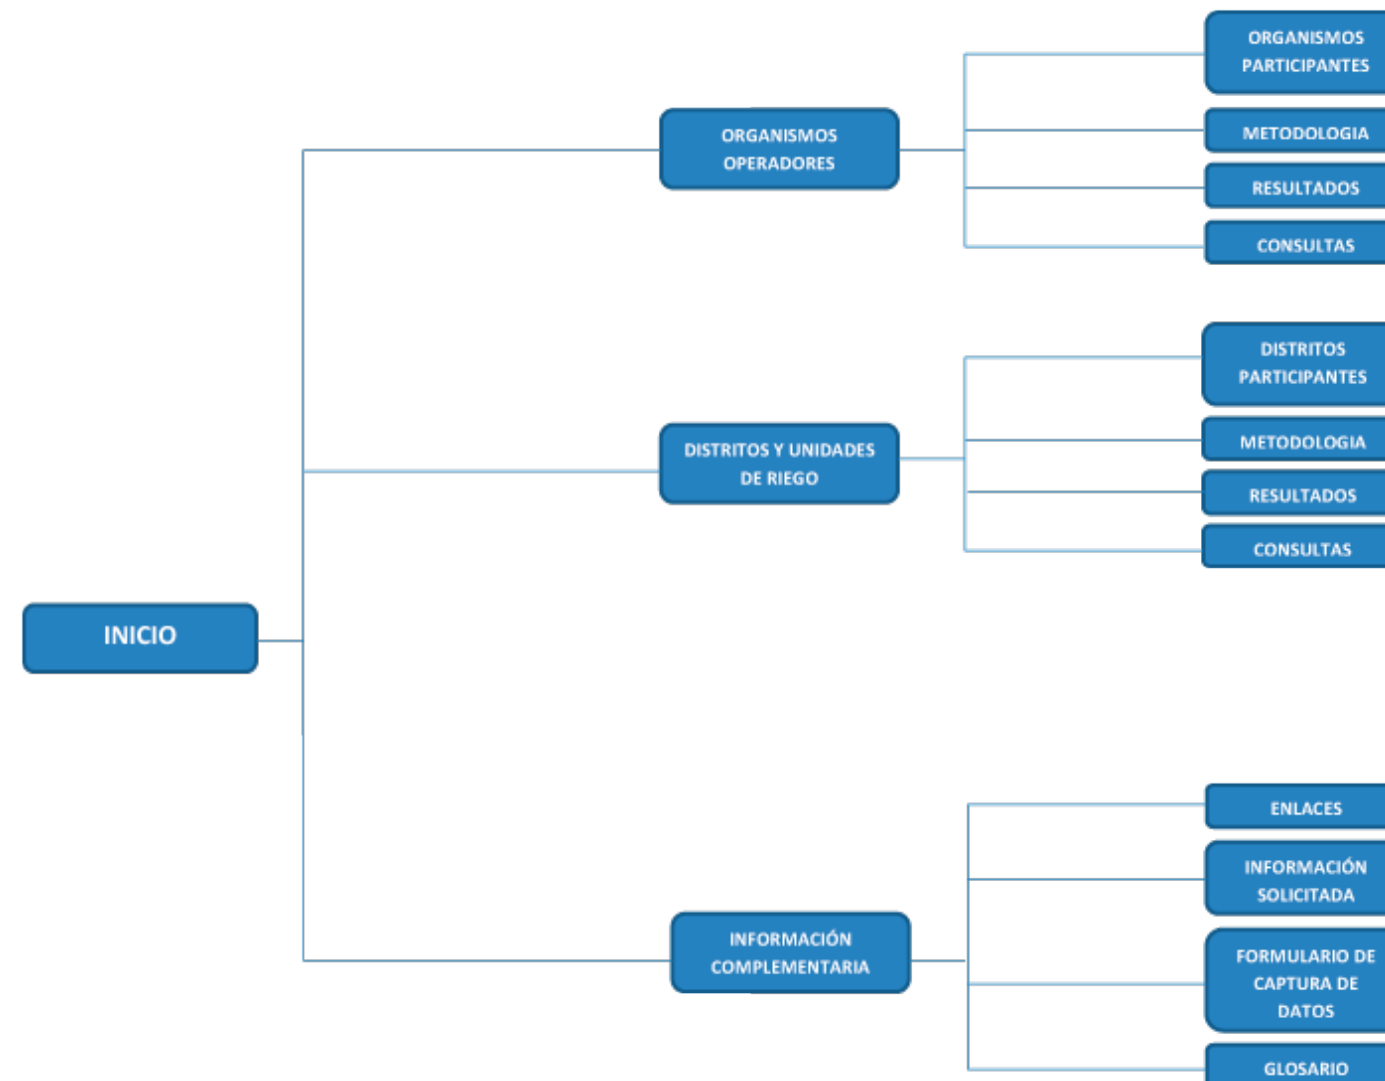 ORGANISMOS
PARTICIPANTES
ORGANISMOS
OPERADORES
METODOLOGIA
RESULTADOS
CONSULTAS
DISTRITOS
PARTICIPANTES
DISTRITOS Y UNIDADES
DE RIEGO
METODOLOGIA
RESULTADOS
CONSULTAS
INICIO
ENLACES
INFORMACIÓN
SOLICITADA
INFORMACIÓN
COMPLEMENTARIA
FORMULARIO DE
CAPTURA DE
DATOS
GLOSARIO